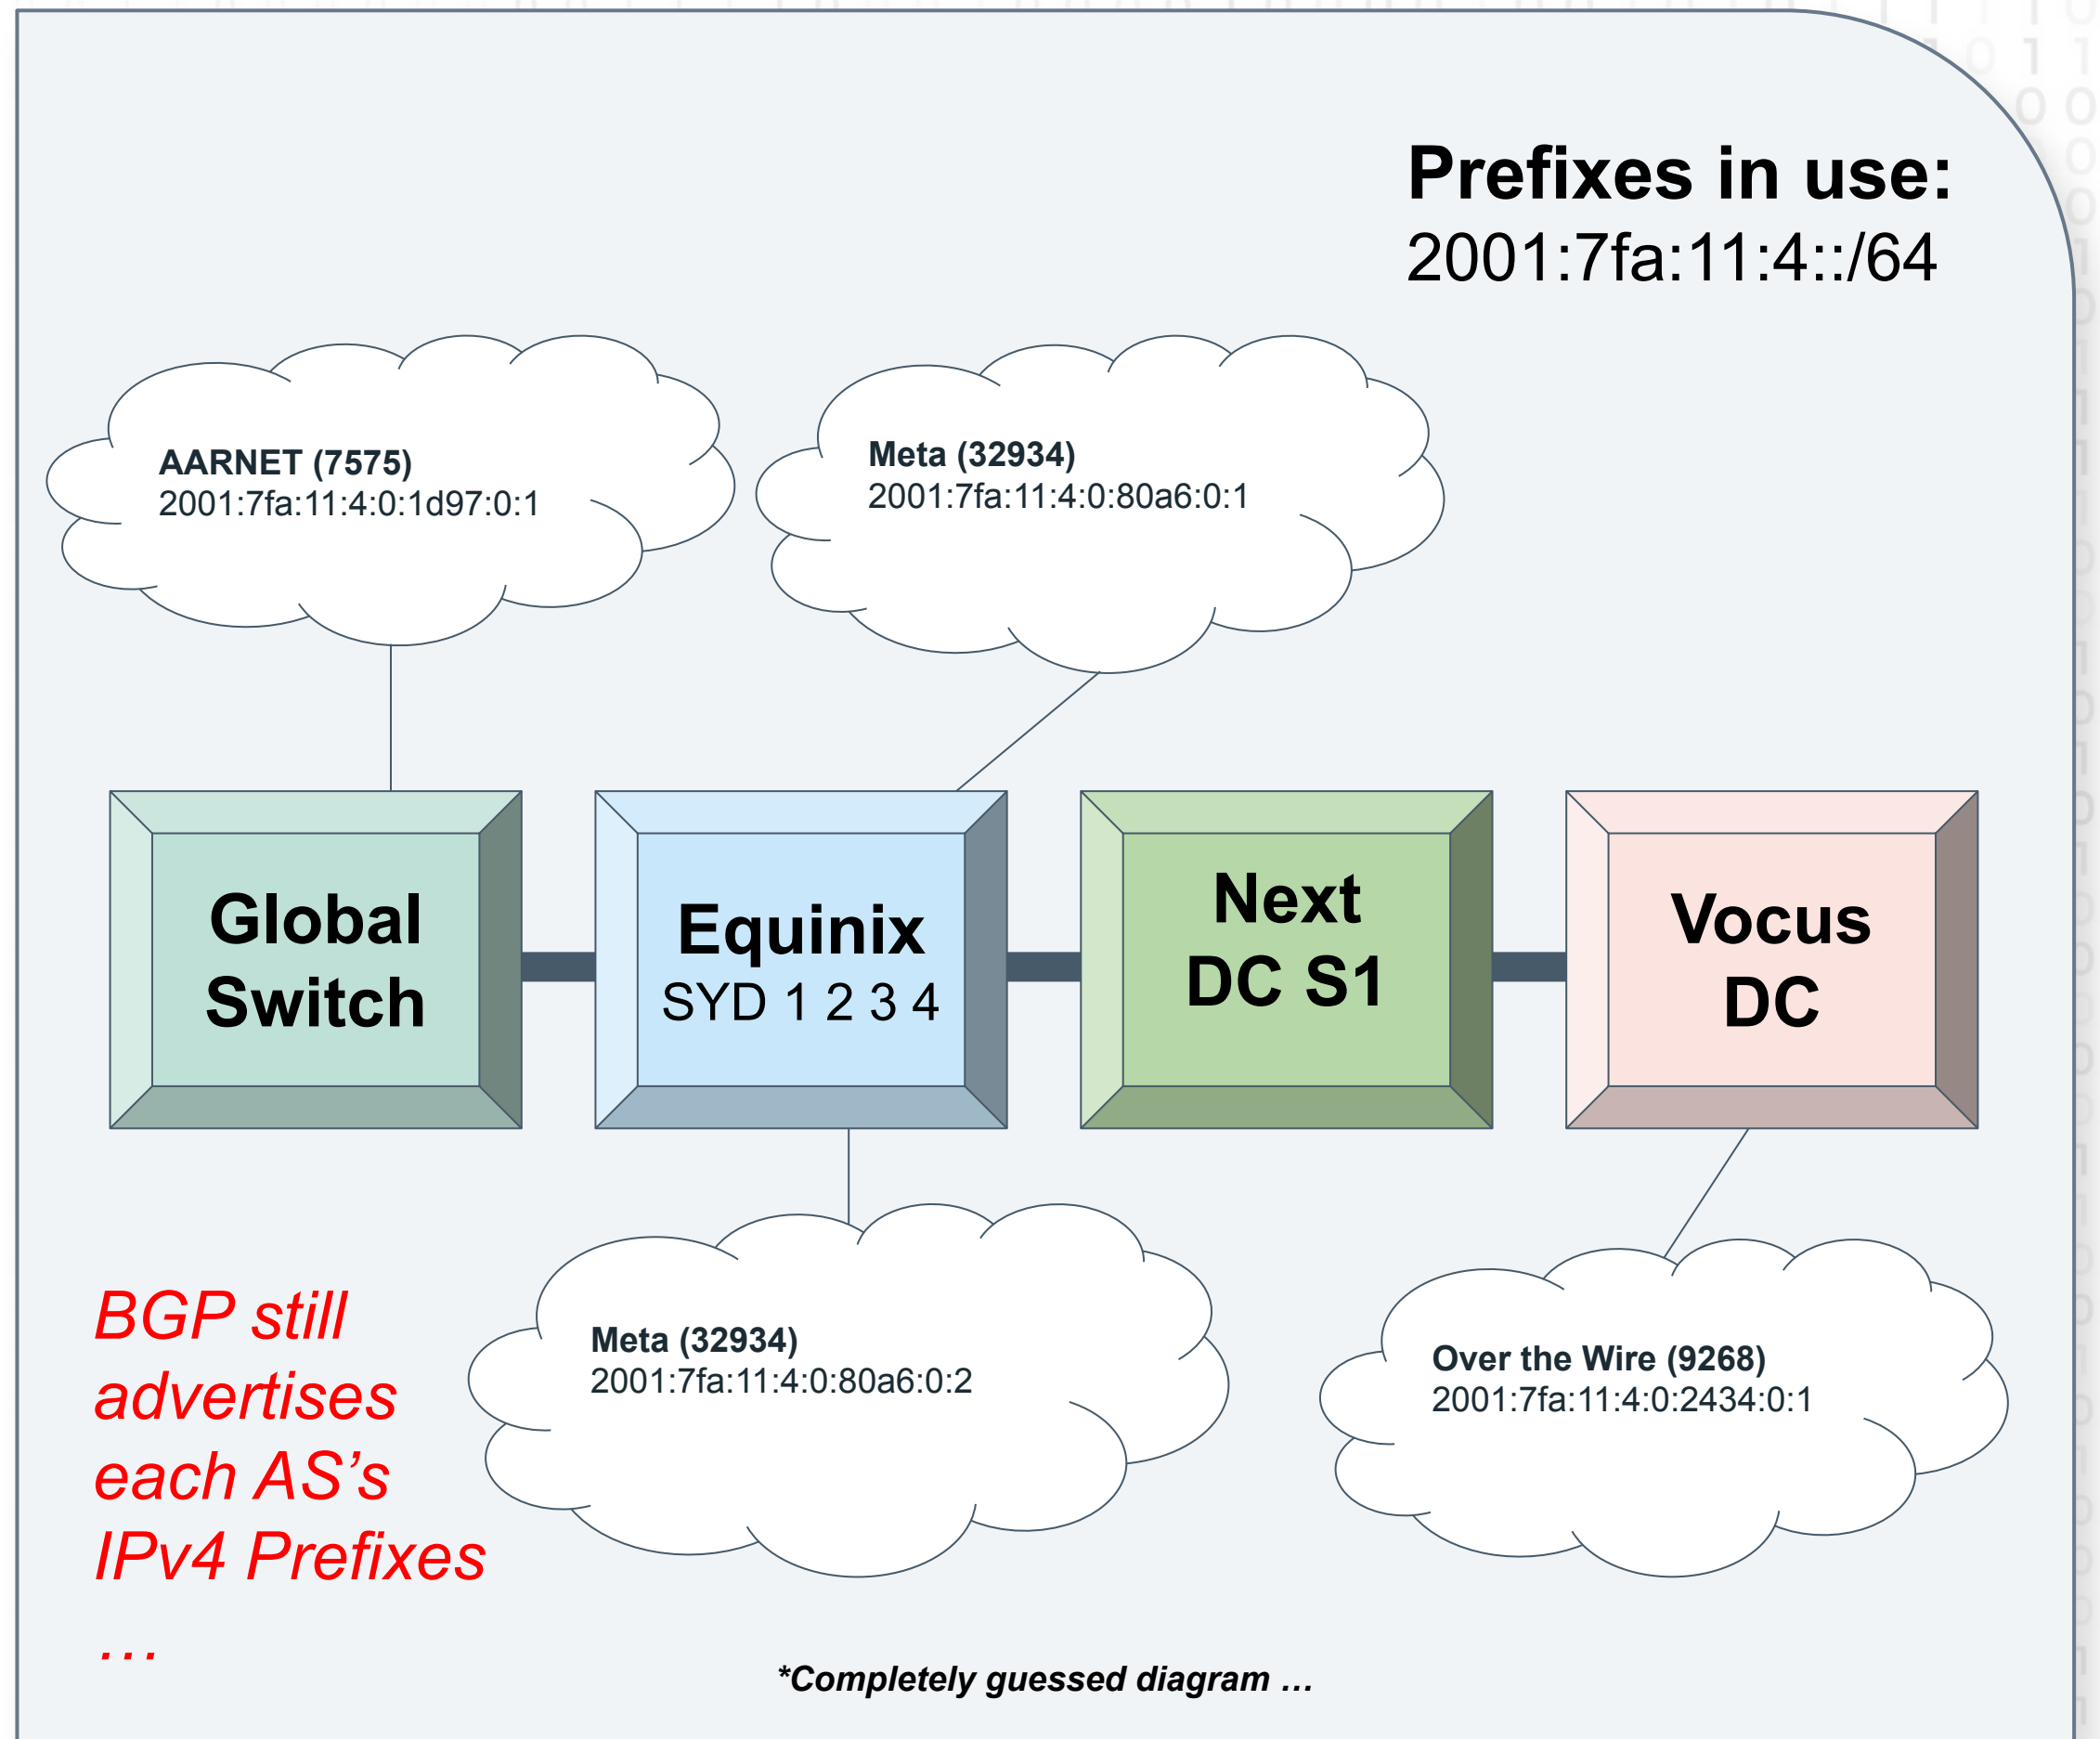 Prefixes in use:
2001:7fa:11:4::/64
AARNET (7575)
2001:7fa:11:4:0:1d97:0:1
Meta (32934)
2001:7fa:11:4:0:80a6:0:1
Global
Switch
Equinix
SYD 1 2 3 4
Next
DC S1
Vocus
DC
Meta (32934)
2001:7fa:11:4:0:80a6:0:2
Over the Wire (9268)
2001:7fa:11:4:0:2434:0:1
BGP still
advertises
each AS’s
IPv4 Prefixes
…
*Completely guessed diagram …